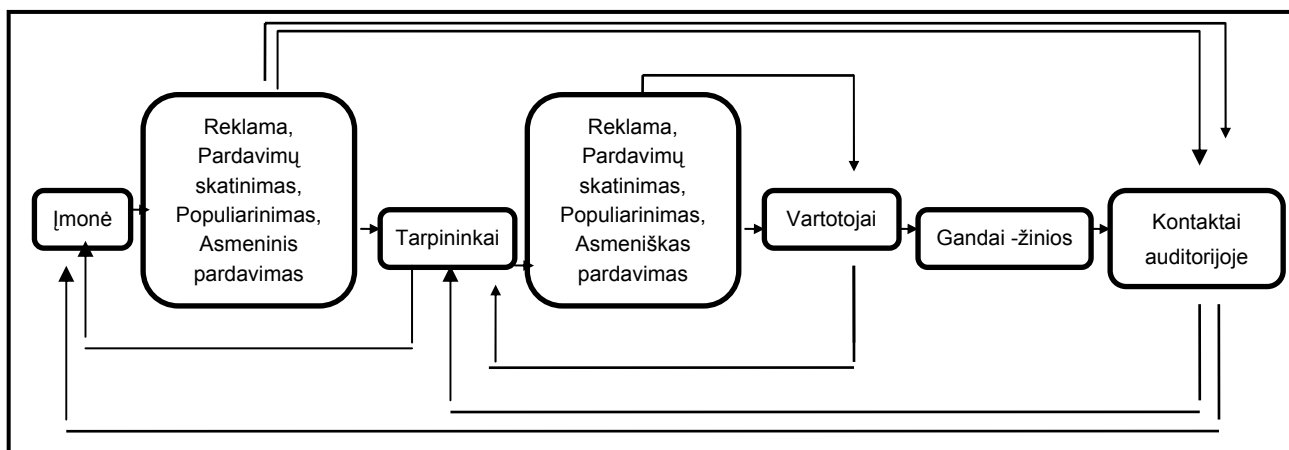 Įmonė
Reklama,
Pardavimų
skatinimas,
Populiarinimas,
Asmeninis
pardavimas
Tarpininkai
Reklama,
Pardavimų
skatinimas,
Populiarinimas,
Asmeniškas
pardavimas
Vartotojai
Gandai -žinios
Kontaktai
auditorijoje